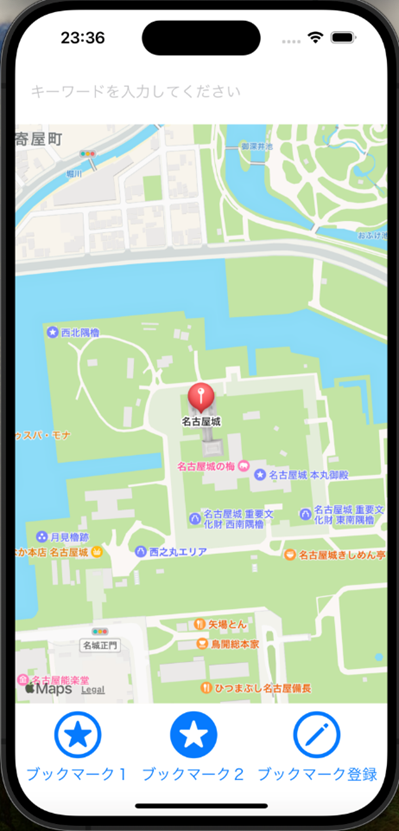 23:36
キーワードを入力してください
寄屋町
御深井池
堀川
おふけ池
西北隅櫓
名古屋城
ゥスパ・モナ
名古屋城の梅
名古屋城 本丸御殿
名古屋城 重要文
化財 西南隅櫓
名古屋城 重要文
化財 東南隅櫓
月見櫓跡
か本店 名古屋城
西之丸エリア
名古屋城きしめん亭
矢場とん
名城正門
鳥開総本家
名古屋能楽堂
Maps Legal
ひつまぶし名古屋備長
ブックマーク1
ブックマーク2
ブックマーク登録